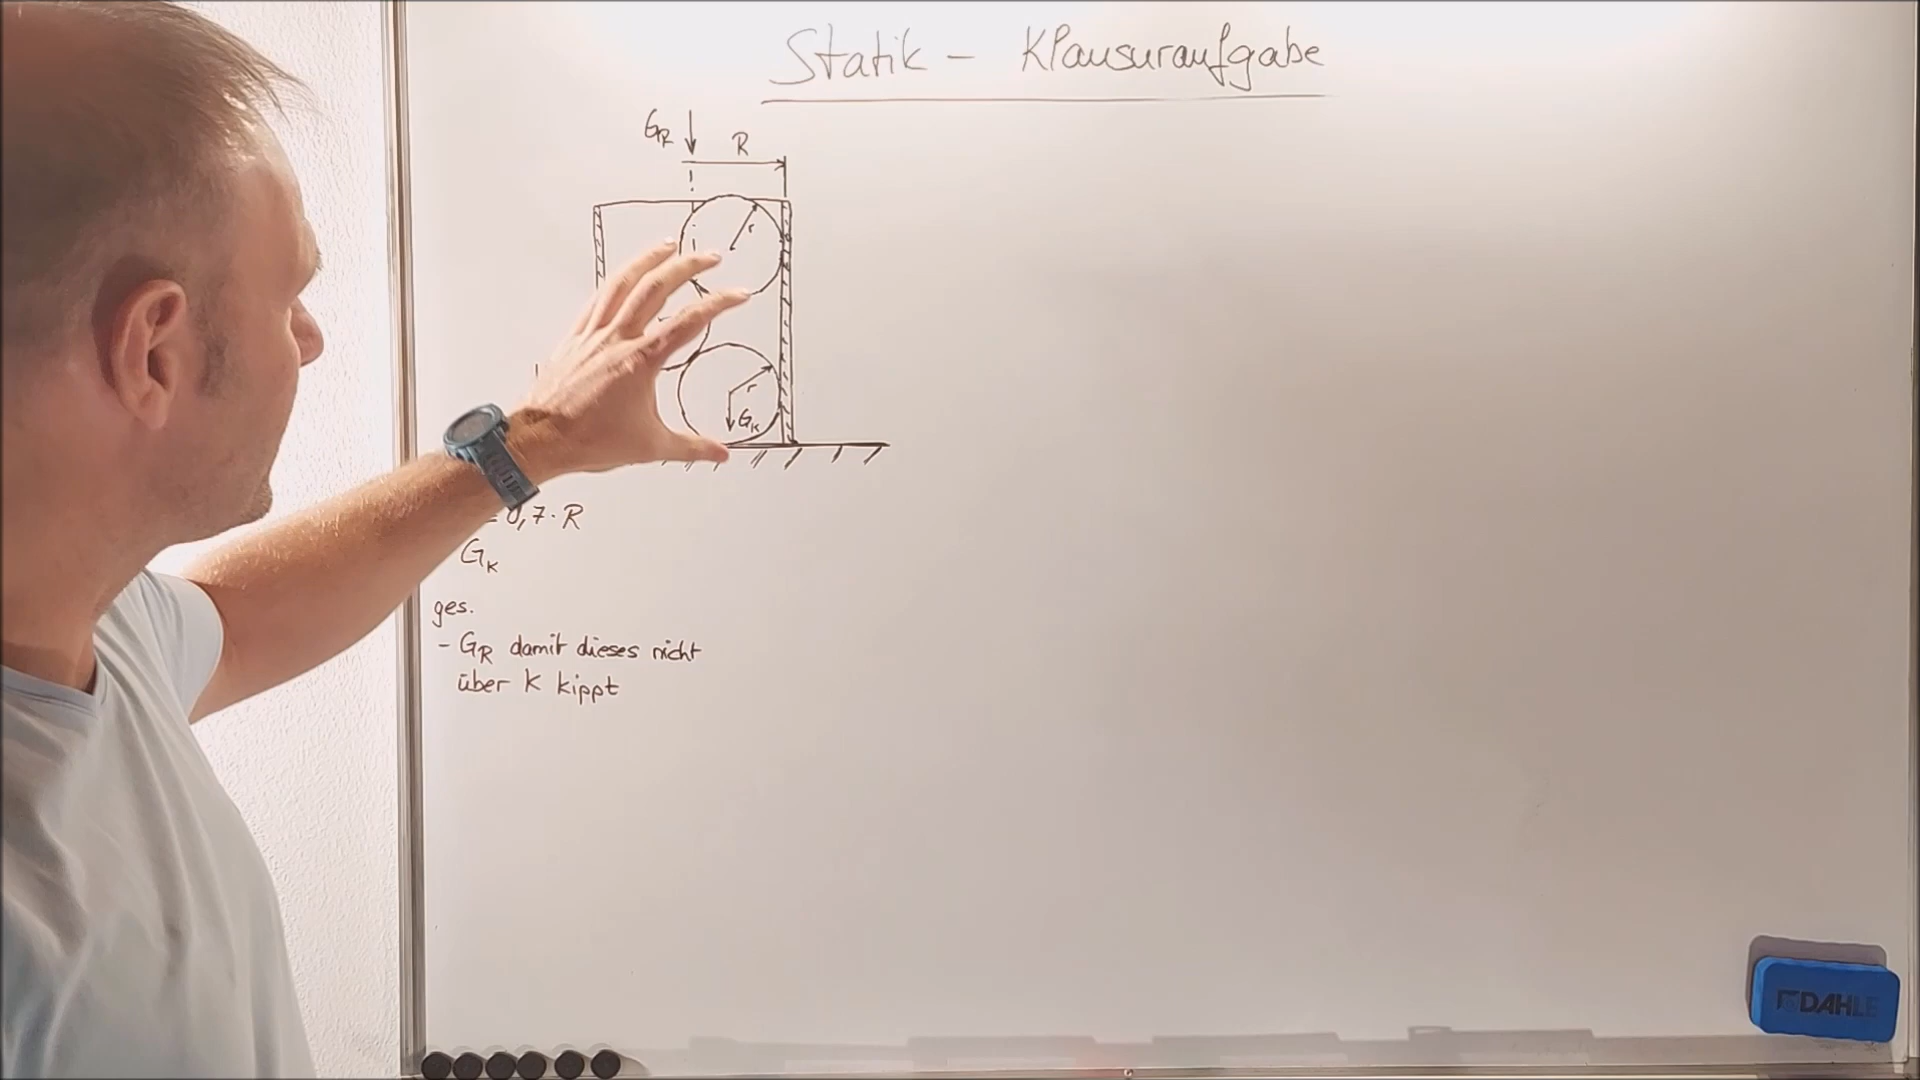 Statik – Klausuraufgabe
G_R
R
r
r
G_K
= 0,7 · R
G_K
ges.
- G_R damit dieses nicht
über K kippt
DAHLE